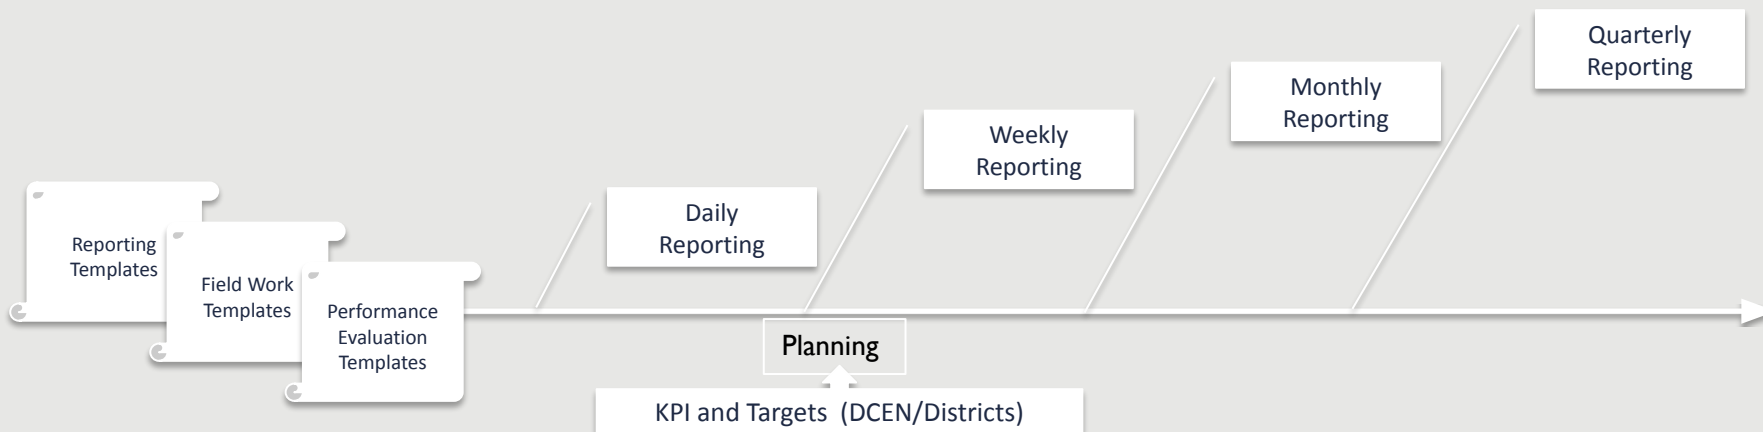 Reporting
Templates
Field Work
Templates
Performance
Evaluation
Templates
Daily
Reporting
Weekly
Reporting
Monthly
Reporting
Quarterly
Reporting
Planning
KPI and Targets (DCEN/Districts)